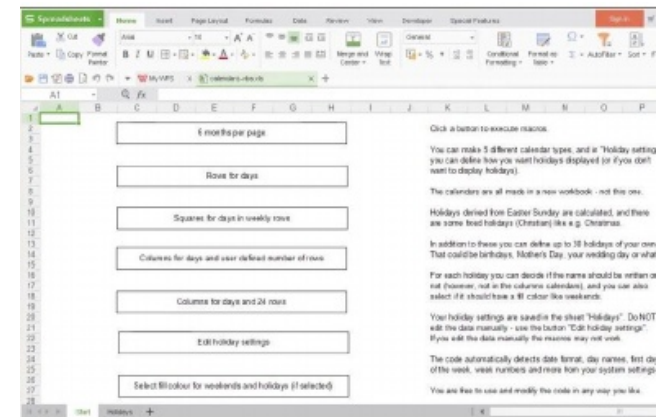 Spreadsheets
Home Insert Page Layout Formulas Data Review View Developer Special Features
Sign in
Cut
Paste Copy Format Painter
Arial 10 A A
B I U
Merge and Center Wrap Text
General
Conditional Formatting Format as Table AutoFilter Sort
My WPS calendars-nbs.xls
A1 fx
A B C D E F G H I J K L M N O P
6 months per page
Rows for days
Squares for days in weekly rows
Columns for days and user defined number of rows
Columns for days and 24 rows
Edit holiday settings
Select fill colour for weekends and holidays (if selected)
Click a button to execute macros.
You can make 5 different calendar types, and in "Holiday setting
you can define how you want holidays displayed (or if you don't
want to display holidays).
The calendars are all made in a new workbook - not this one.
Holidays derived from Easter Sunday are calculated, and there
are some fixed holidays (Christian) like e.g. Christmas.
In addition to these you can define up to 30 holidays of your own
That could be birthdays, Mother's Day, your wedding day or what
For each holiday you can decide if the name should be written or
not (however, not in the columns calendars), and you can also
select if it should have a fill colour like weekends.
Your holiday settings are saved in the sheet "Holidays". Do NOT
edit the data manually - use the button "Edit holiday settings".
If you edit the data manually the macros may not work.
The code automatically detects date format, day names, first day
of the week, week numbers and more from your system settings
You are free to use and modify the code in any way you like.
Start Holidays +